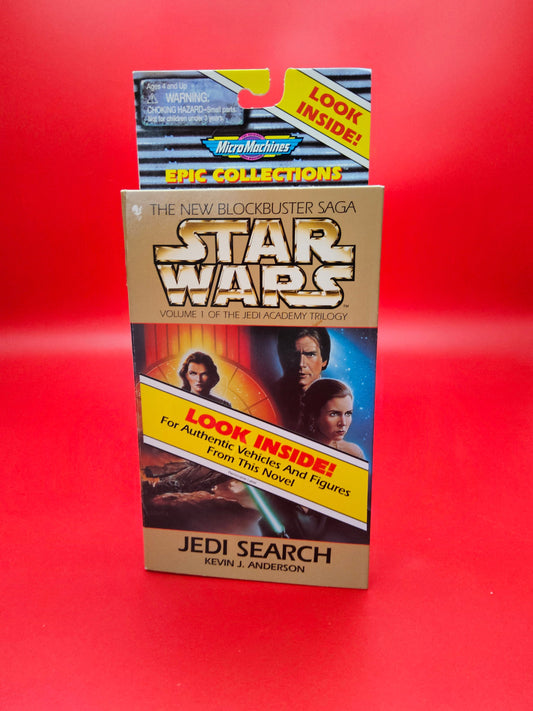 Ages 4 and Up
WARNING:
CHOKING HAZARD-Small parts
Not for children under 3 years.
LOOK
INSIDE!
MicroMachines
EPIC COLLECTIONS™
THE NEW BLOCKBUSTER SAGA
STAR
WARS™
VOLUME 1 OF THE JEDI ACADEMY TRILOGY
LOOK INSIDE!
For Authentic Vehicles And Figures
From This Novel
JEDI SEARCH
KEVIN J. ANDERSON